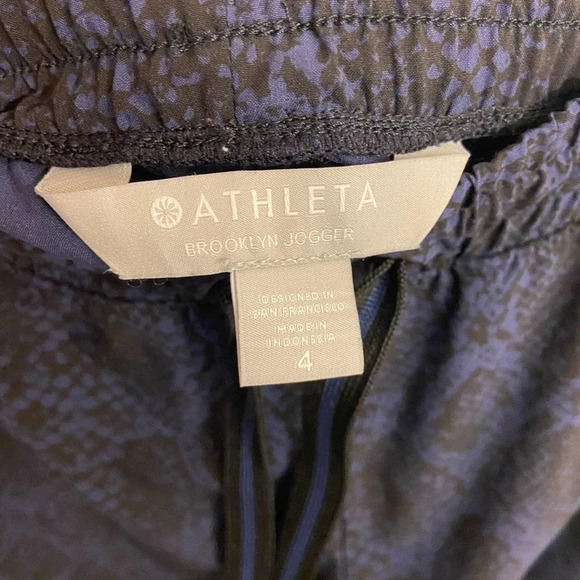 ATHLETA
BROOKLYN JOGGER
DESIGNED IN
SAN FRANCISCO
MADE IN
INDONESIA
4